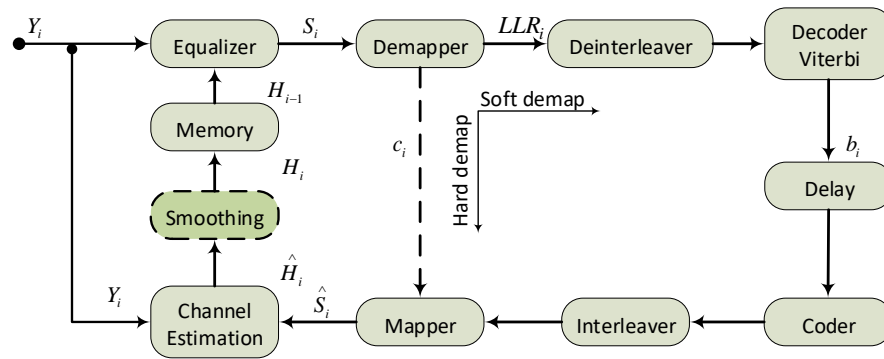 Y_i
Equalizer
S_i
Demapper
LLR_i
Deinterleaver
Decoder
Viterbi
H_{i-1}
Memory
Soft demap
Hard demap
c_i
b_i
H_i
Delay
Smoothing
Ĥ_i
Y_i
Channel
Estimation
Ŝ_i
Mapper
Interleaver
Coder